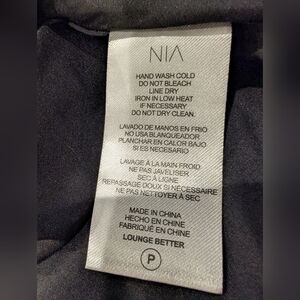 NIA
HAND WASH COLD
DO NOT BLEACH
LINE DRY
IRON IN LOW HEAT
IF NECESSARY
DO NOT DRY CLEAN.
LAVADO DE MANOS EN FRIO
NO USA BLANQUEADOR
PLANCHAR EN CALOR BAJO
SI ES NECESARIO
LAVAGE À LA MAIN FROID
NE PAS JAVELISER
SEC À LIGNE
REPASSAGE DOUX SI NÉCESSAIRE
NE PAS NETTOYER À SEC
MADE IN CHINA
HECHO EN CHINE
FABRIQUÉ EN CHINE
LOUNGE BETTER
P